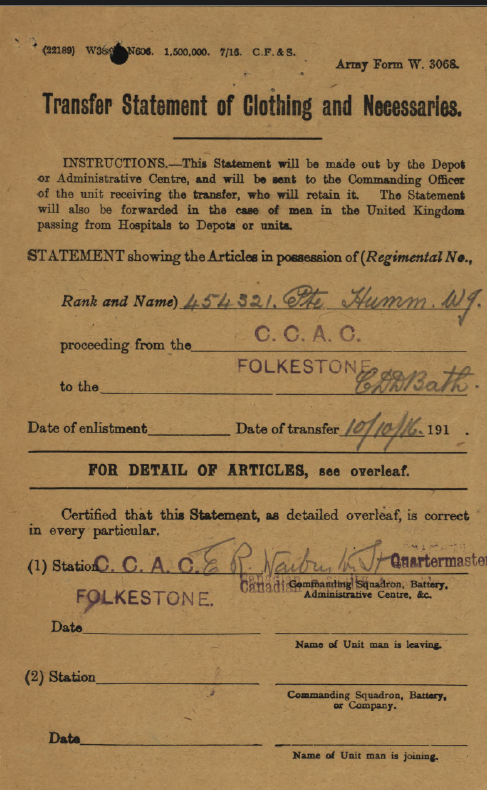 (22189) W389 N606. 1,500,000. 7/16. C. F. & S.
Army Form W. 3068.
Transfer Statement of Clothing and Necessaries.
INSTRUCTIONS.—This Statement will be made out by the Depot
or Administrative Centre, and will be sent to the Commanding Officer
of the unit receiving the transfer, who will retain it. The Statement
will also be forwarded in the case of men in the United Kingdom
passing from Hospitals to Depots or units.
STATEMENT showing the Articles in possession of (Regimental No.,
Rank and Name) 454321. Pte Humm. W J.
C. C. A. C.
proceeding from the
FOLKESTONE
to the CDD Bath.
Date of enlistment Date of transfer 10/10/16. 191 .
FOR DETAIL OF ARTICLES, see overleaf.
Certified that this Statement, as detailed overleaf, is correct
in every particular.
(1) Station C. C. A. C. E R. Quartermaster
Canadian
Commanding Squadron, Battery,
FOLKESTONE. Administrative Centre, &c.
Date
Name of Unit man is leaving.
(2) Station
Commanding Squadron, Battery,
or Company.
Date
Name of Unit man is joining.